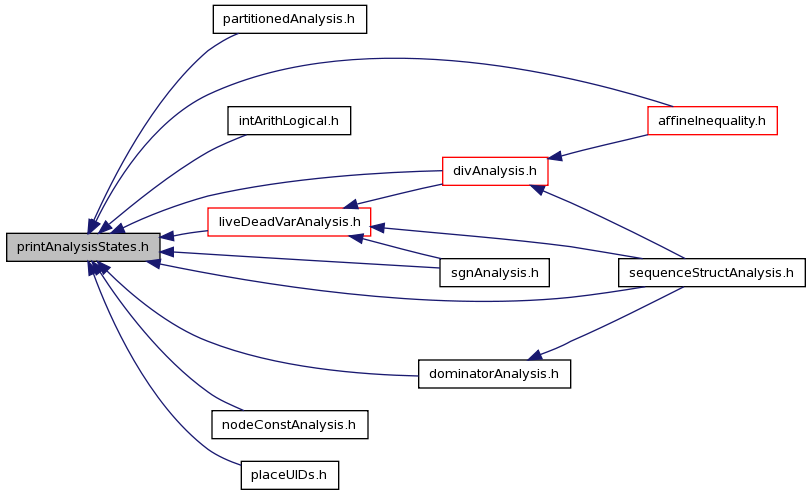 partitionedAnalysis.h
affineInequality.h
intArithLogical.h
divAnalysis.h
liveDeadVarAnalysis.h
printAnalysisStates.h
sgnAnalysis.h
sequenceStructAnalysis.h
dominatorAnalysis.h
nodeConstAnalysis.h
placeUIDs.h